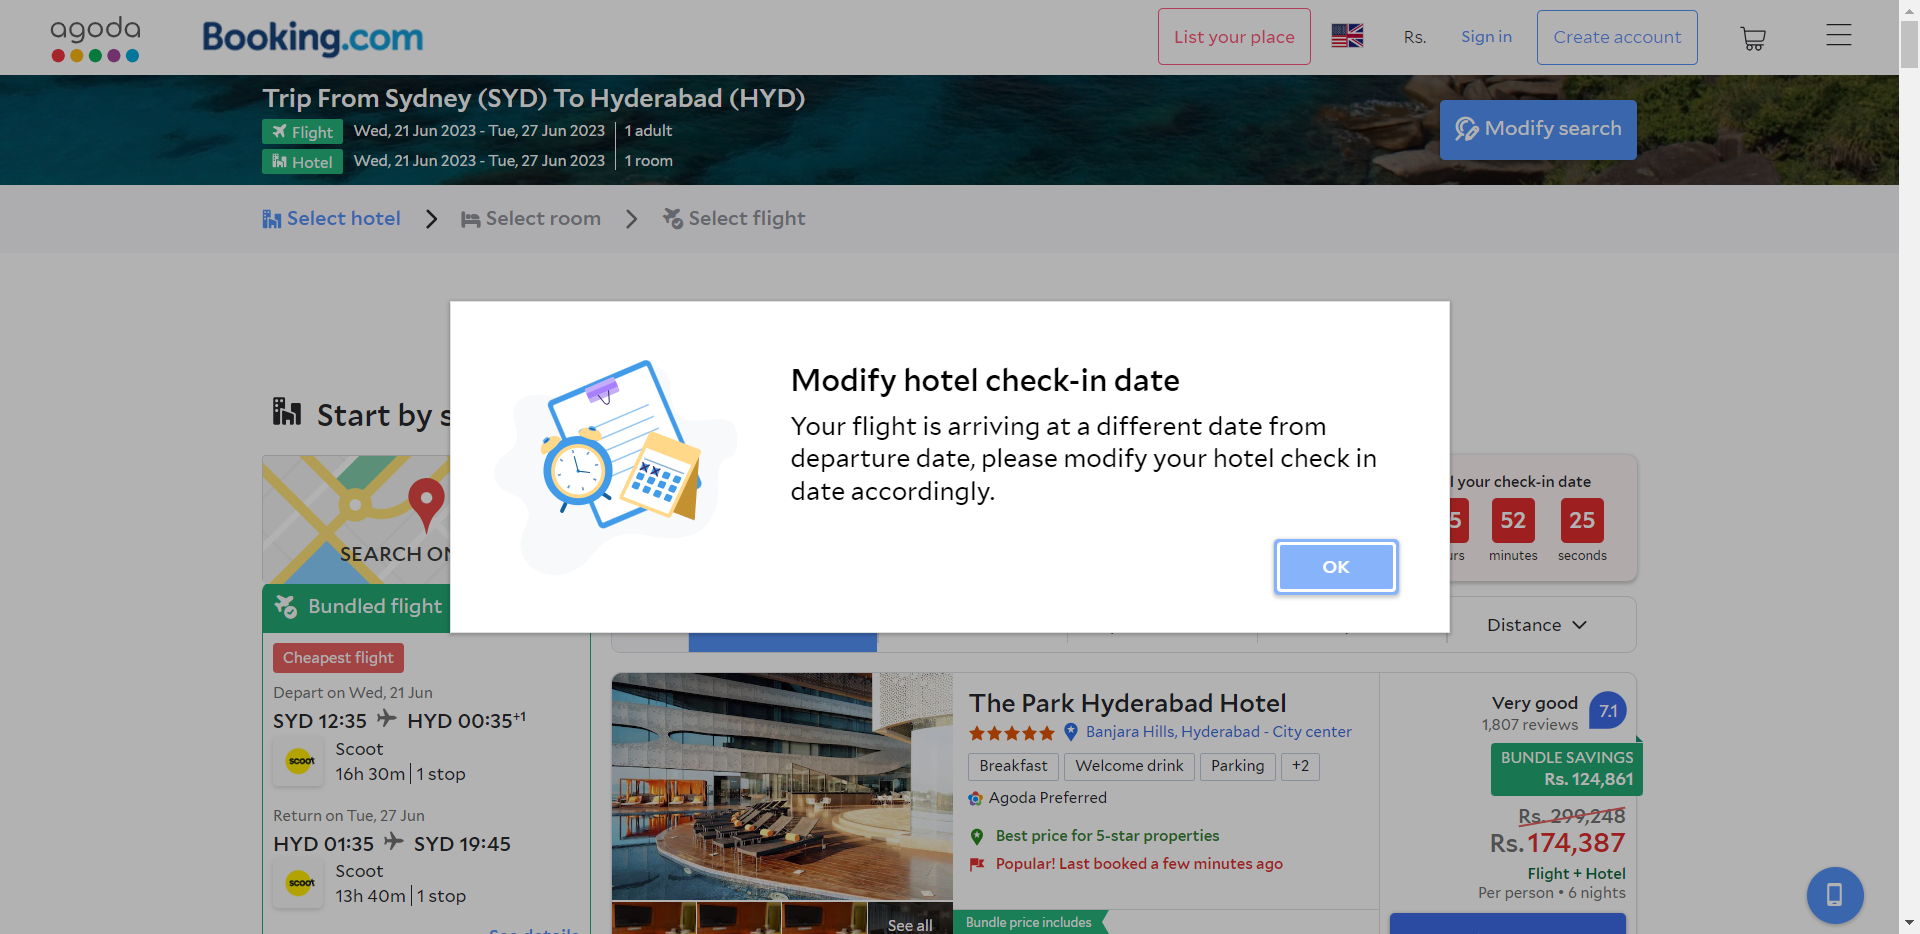 agoda
Booking.com
List your place
Rs.
Sign in
Create account
Trip From Sydney (SYD) To Hyderabad (HYD)
Flight
Wed, 21 Jun 2023 - Tue, 27 Jun 2023
1 adult
Hotel
Wed, 21 Jun 2023 - Tue, 27 Jun 2023
1 room
Modify search
Select hotel
Select room
Select flight
Modify hotel check-in date
Your flight is arriving at a different date from
departure date, please modify your hotel check in
date accordingly.
OK
Start by
your check-in date
5
52
25
minutes
seconds
SEARCH
Bundled flight
Distance
Cheapest flight
Depart on Wed, 21 Jun
SYD 12:35
HYD 00:35+1
scoot
Scoot
16h 30m
1 stop
Return on Tue, 27 Jun
HYD 01:35
SYD 19:45
scoot
Scoot
13h 40m
1 stop
See details
See all
The Park Hyderabad Hotel
Banjara Hills, Hyderabad - City center
Breakfast
Welcome drink
Parking
+2
Agoda Preferred
Best price for 5-star properties
Popular! Last booked a few minutes ago
Bundle price includes
Very good
1,807 reviews
7.1
BUNDLE SAVINGS
Rs. 124,861
Rs. 299,248
Rs. 174,387
Flight + Hotel
Per person • 6 nights